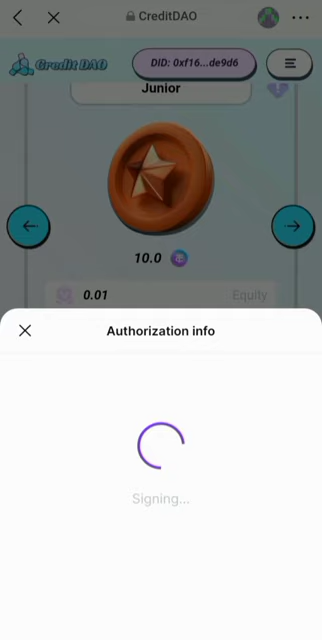 CreditDAO
Credit DAO
DID: 0xf16...de9d6
Junior
10.0
0.01 Equity
Authorization info
Signing...